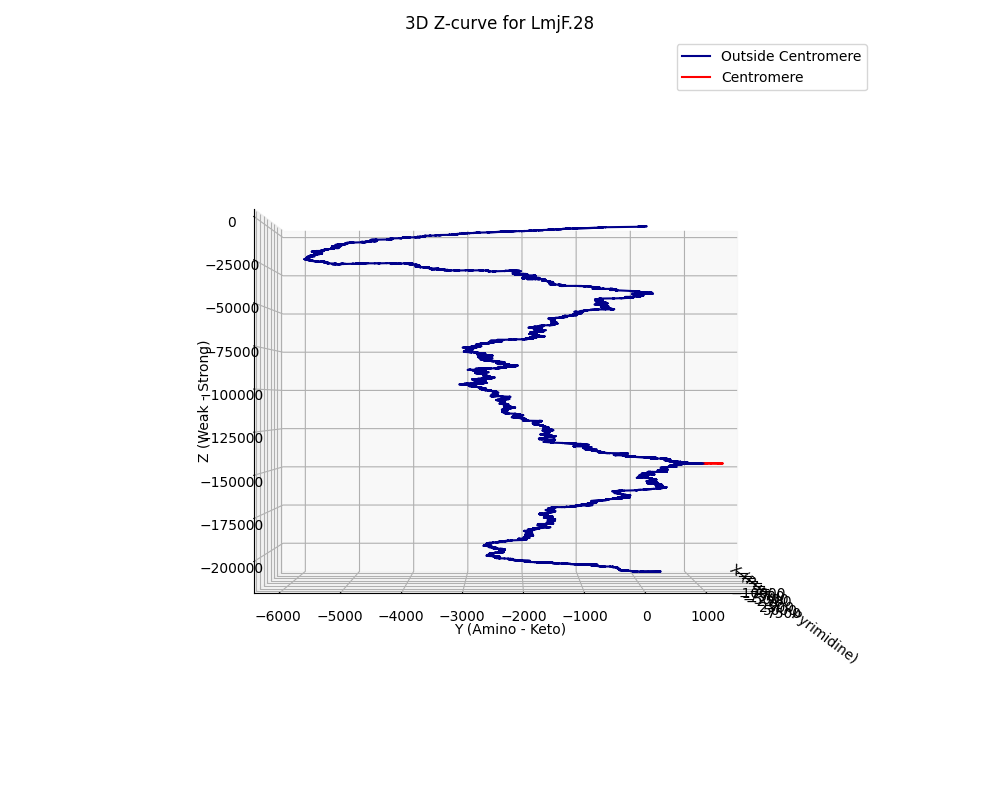 3D Z-curve for LmjF.28
Outside Centromere
Centromere
0
−25000
−50000
−75000
−100000
−125000
−150000
−175000
−200000
Z (Weak - Strong)
−6000 −5000 −4000 −3000 −2000 −1000 0 1000
Y (Amino - Keto)
Pyrimidine)